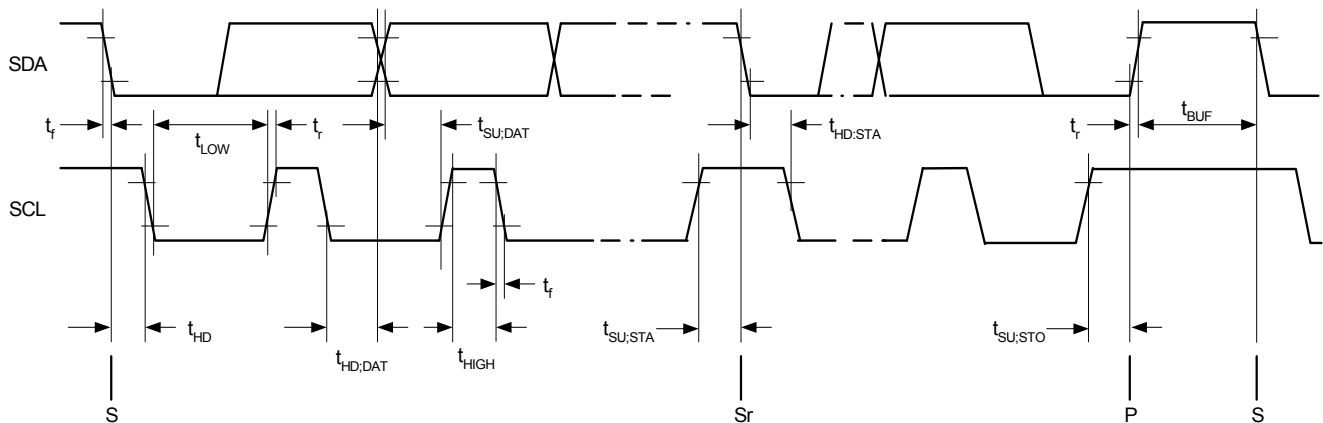 SDA
t_f
t_LOW
t_r
t_SU;DAT
t_HD:STA
t_r
t_BUF
SCL
t_f
t_HD
t_HD;DAT
t_HIGH
t_SU;STA
t_SU;STO
S
Sr
P
S